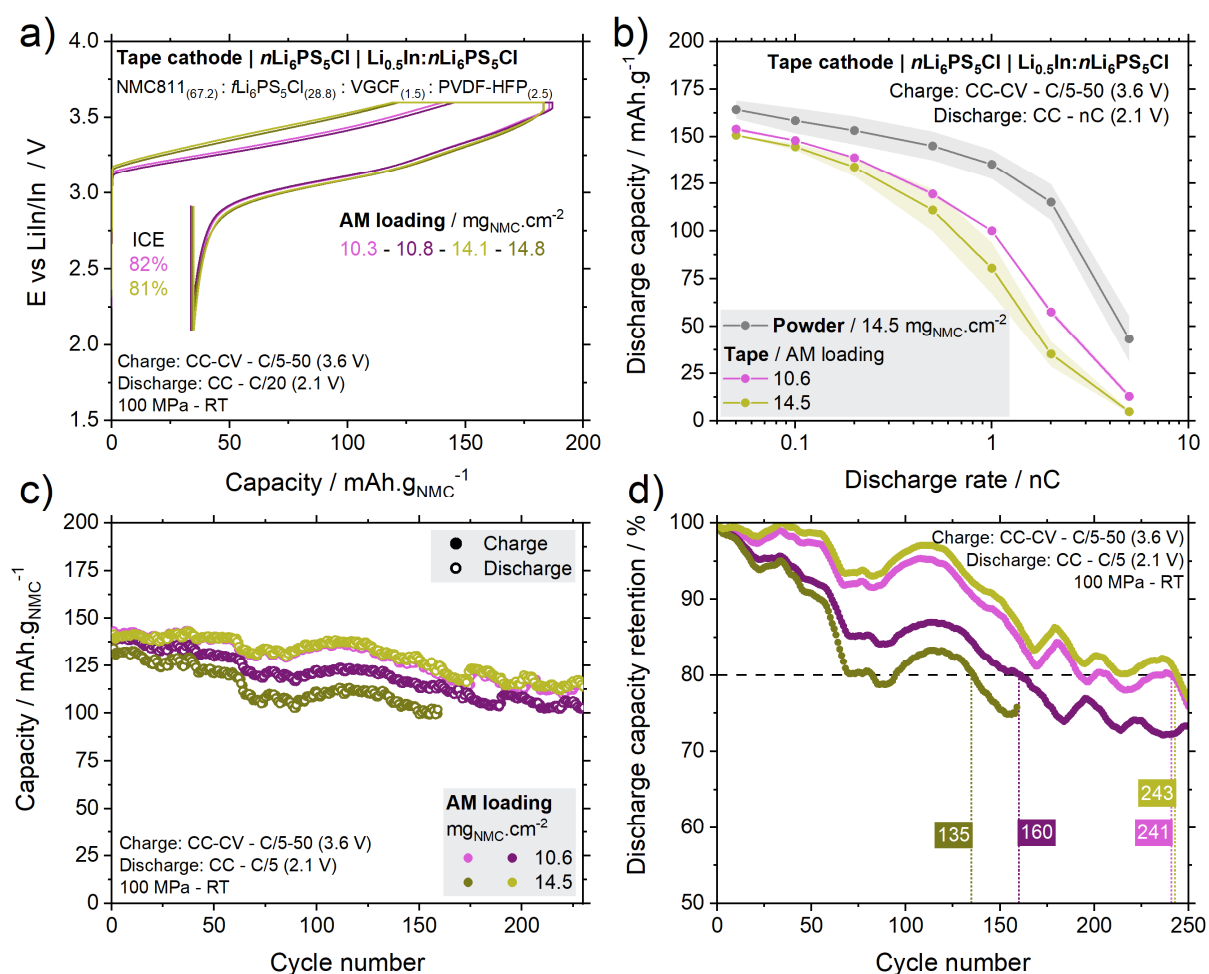 a)
Tape cathode | nLi₆PS₅Cl | Li₀.₅In:nLi₆PS₅Cl
NMC811₍₆₇.₂₎ : fLi₆PS₅Cl₍₂₈.₈₎ : VGCF₍₁.₅₎ : PVDF-HFP₍₂.₅₎
4.0
3.5
3.0
2.5
2.0
1.5
E vs LiIn/In / V
AM loading / mg_NMC.cm⁻²
10.3 - 10.8 - 14.1 - 14.8
ICE
82%
81%
Charge: CC-CV - C/5-50 (3.6 V)
Discharge: CC - C/20 (2.1 V)
100 MPa - RT
0 50 100 150 200
Capacity / mAh.g_NMC⁻¹
b)
Tape cathode | nLi₆PS₅Cl | Li₀.₅In:nLi₆PS₅Cl
Charge: CC-CV - C/5-50 (3.6 V)
Discharge: CC - nC (2.1 V)
200
175
150
125
100
75
50
25
0
Discharge capacity / mAh.g⁻¹
Powder / 14.5 mg_NMC.cm⁻²
Tape / AM loading
10.6
14.5
0.1 1 10
Discharge rate / nC
c)
200
175
150
125
100
75
50
25
0
Capacity / mAh.g_NMC⁻¹
Charge
Discharge
AM loading
mg_NMC.cm⁻²
10.6
14.5
Charge: CC-CV - C/5-50 (3.6 V)
Discharge: CC - C/5 (2.1 V)
100 MPa - RT
0 50 100 150 200
Cycle number
d)
100
90
80
70
60
50
Discharge capacity retention / %
Charge: CC-CV - C/5-50 (3.6 V)
Discharge: CC - C/5 (2.1 V)
100 MPa - RT
243
135 160 241
0 50 100 150 200 250
Cycle number